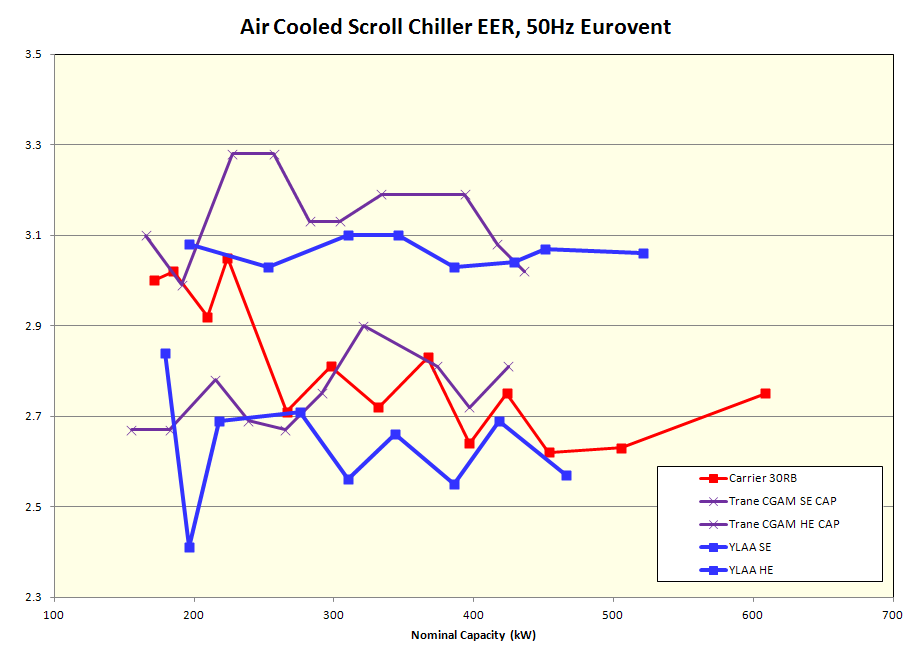 Air Cooled Scroll Chiller EER, 50Hz Eurovent
3.5
3.3
3.1
2.9
2.7
2.5
2.3
Carrier 30RB
Trane CGAM SE CAP
Trane CGAM HE CAP
YLAA SE
YLAA HE
100 200 300 400 500 600 700
Nominal Capacity (kW)